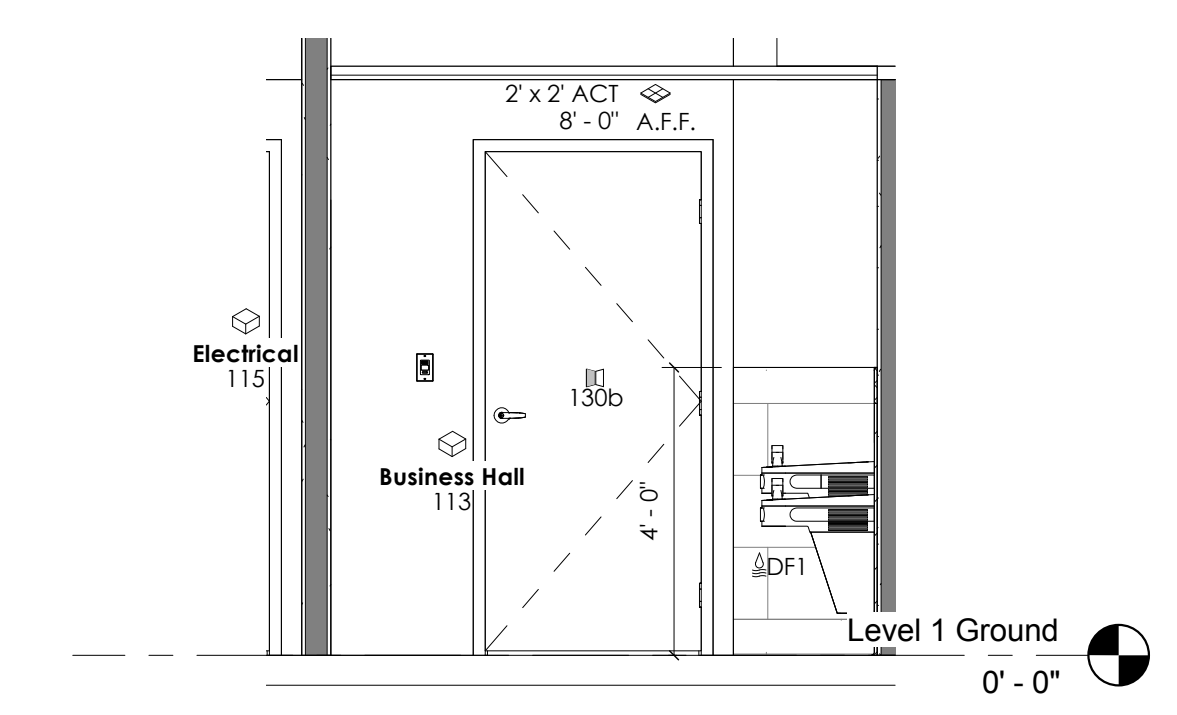 2' x 2' ACT
8' - 0" A.F.F.
Electrical
115
130b
Business Hall
113
4' - 0"
DF1
Level 1 Ground
0' - 0"